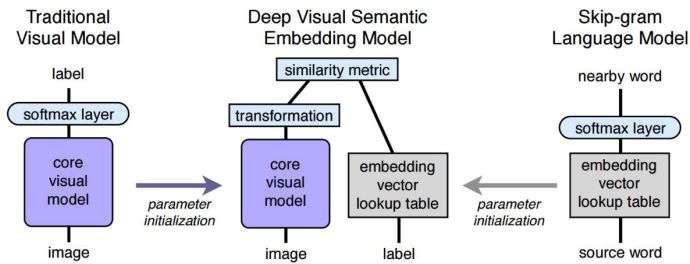 Traditional
Visual Model
label
softmax layer
core
visual
model
image
parameter
initialization
Deep Visual Semantic
Embedding Model
similarity metric
transformation
core
visual
model
image
embedding
vector
lookup table
label
parameter
initialization
Skip-gram
Language Model
nearby word
softmax layer
embedding
vector
lookup table
source word